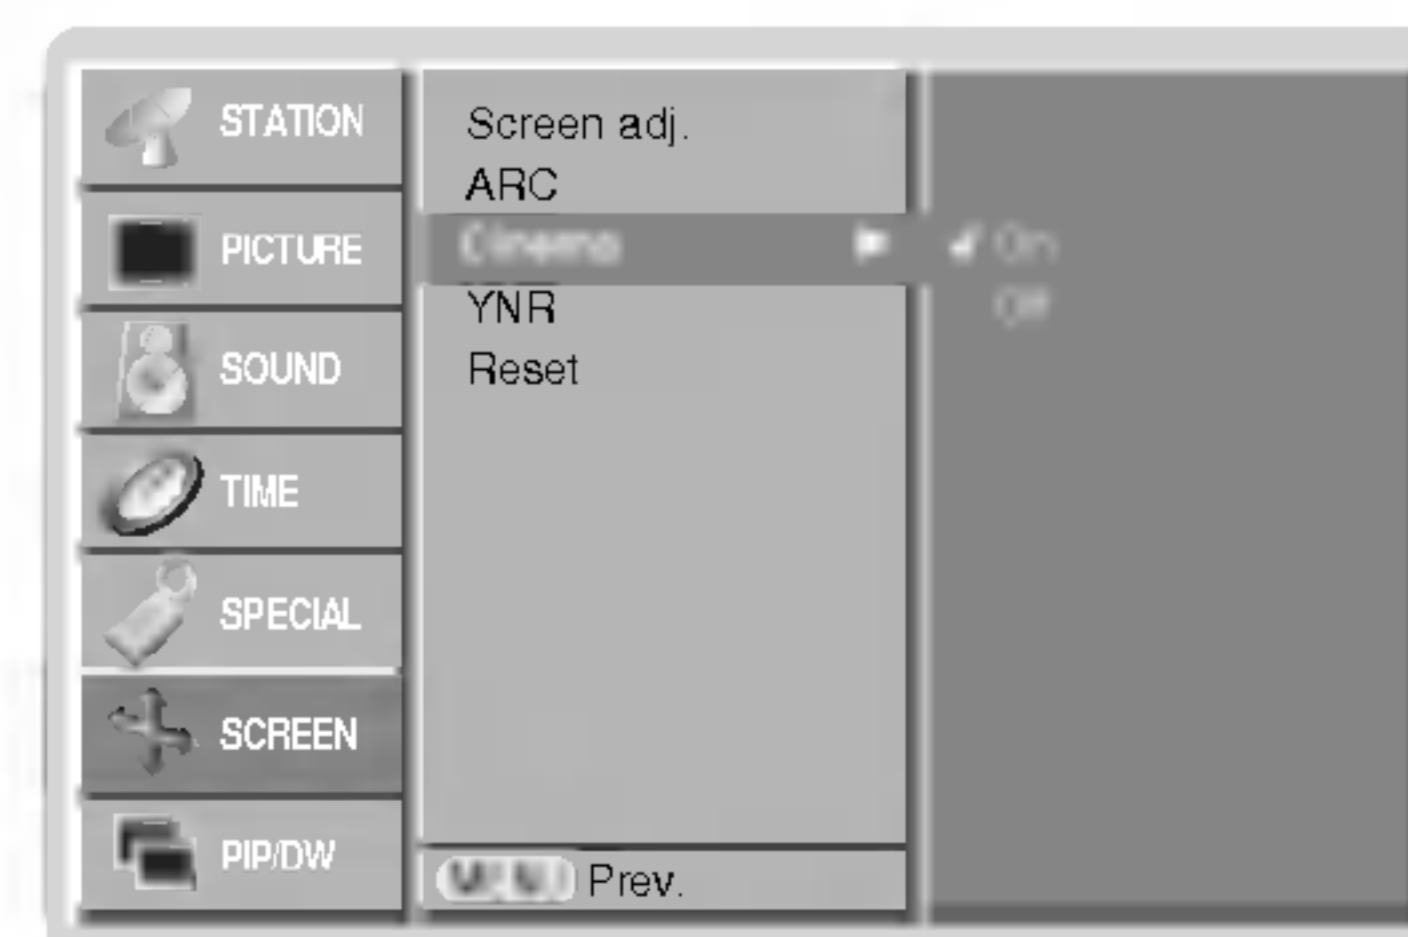 STATION
PICTURE
SOUND
TIME
SPECIAL
SCREEN
PIP/DW
Screen adj.
ARC
Cinema
YNR
Reset
MENU Prev.
On
Off